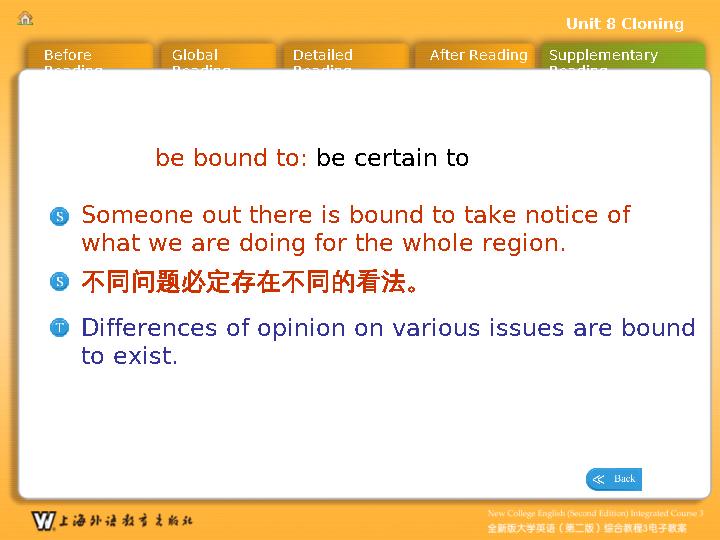 Unit 8 Cloning
Before Reading
Global Reading
Detailed Reading
After Reading
Supplementary Reading
be bound to: be certain to
S Someone out there is bound to take notice of
what we are doing for the whole region.
S 不同问题必定存在不同的看法。
T Differences of opinion on various issues are bound
to exist.
≪ Back
W 上海外语教育出版社
New College English (Second Edition) Integrated Course 3
全新版大学英语（第二版）综合教程3电子教案